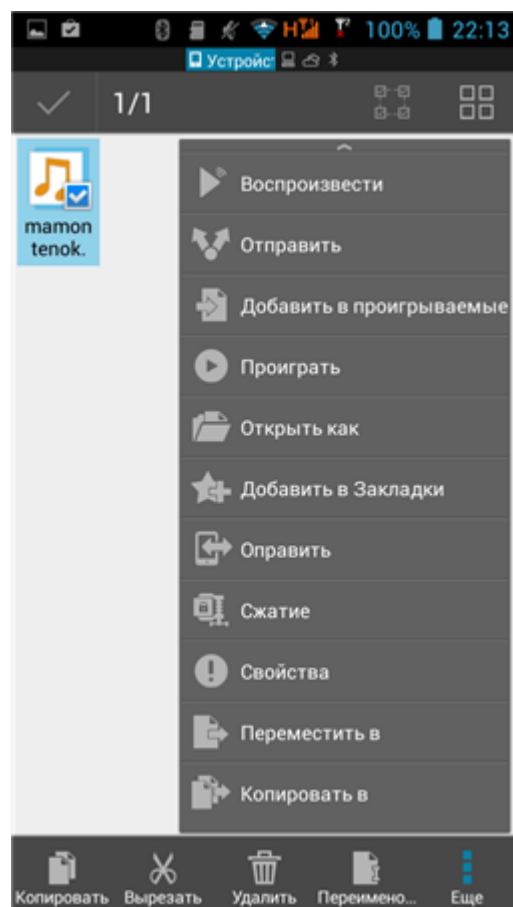 H 100% 22:13
Устройс
1/1
mamon
tenok.
Воспроизвести
Отправить
Добавить в проигрываемые
Проиграть
Открыть как
Добавить в Закладки
Оправить
Сжатие
Свойства
Переместить в
Копировать в
Копировать Вырезать Удалить Переимено... Еще